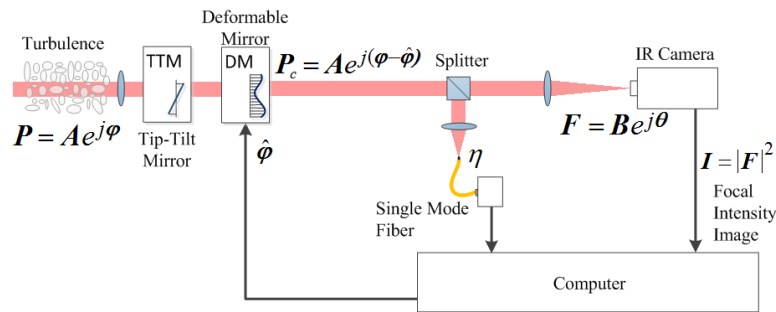 Turbulence
TTM
Tip-Tilt
Mirror
Deformable
Mirror
DM
P = Ae^{jφ}
P_c = Ae^{j(φ−φ̂)}
φ̂
Splitter
η
Single Mode
Fiber
IR Camera
F = Be^{jθ}
I = |F|²
Focal
Intensity
Image
Computer